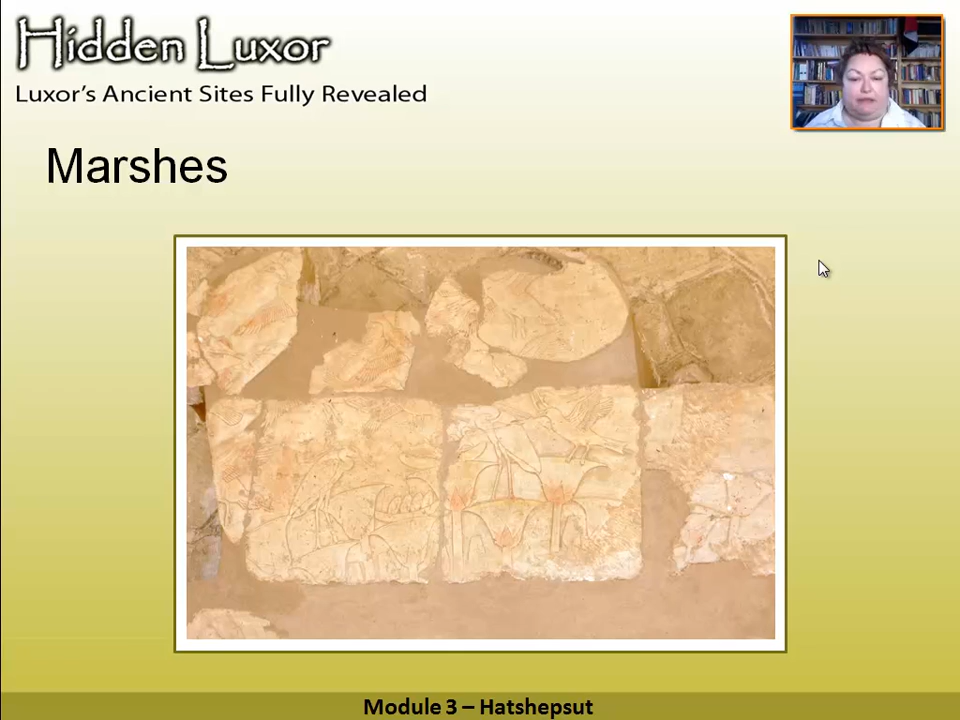 Hidden Luxor
Luxor's Ancient Sites Fully Revealed
Marshes
Module 3 – Hatshepsut